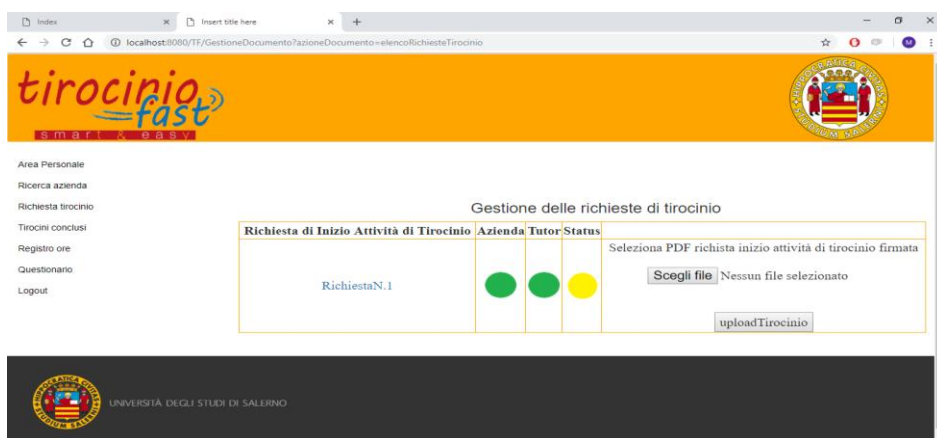 Index
Insert title here
localhost:8080/TF/GestioneDocumento?azioneDocumento=elencoRichiesteTirocinio
M
tirocinio
fast
smart & easy
Area Personale
Ricerca azienda
Richiesta tirocinio
Tirocini conclusi
Registro ore
Questionario
Logout
Gestione delle richieste di tirocinio
Richiesta di Inizio Attività di Tirocinio Azienda Tutor Status
Seleziona PDF richista inizio attività di tirocinio firmata
Scegli file Nessun file selezionato
RichiestaN.1
uploadTirocinio
UNIVERSITÀ DEGLI STUDI DI SALERNO